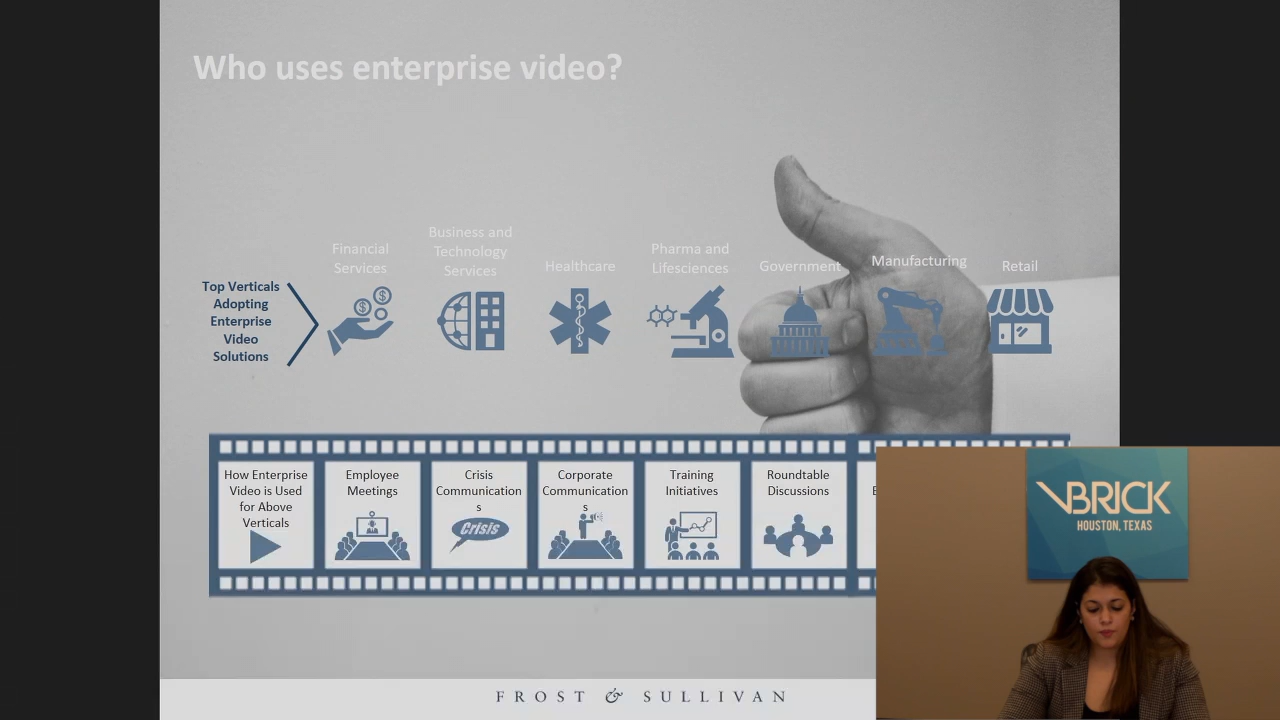 Who uses enterprise video?
Top Verticals
Adopting
Enterprise
Video
Solutions
Financial
Services
Business and
Technology
Services
Healthcare
Pharma and
Lifesciences
Government
Manufacturing
Retail
How Enterprise
Video is Used
for Above
Verticals
Employee
Meetings
Crisis
Communication
s
Crisis
Corporate
Communication
s
Training
Initiatives
Roundtable
Discussions
FROST & SULLIVAN
VBRICK
HOUSTON, TEXAS